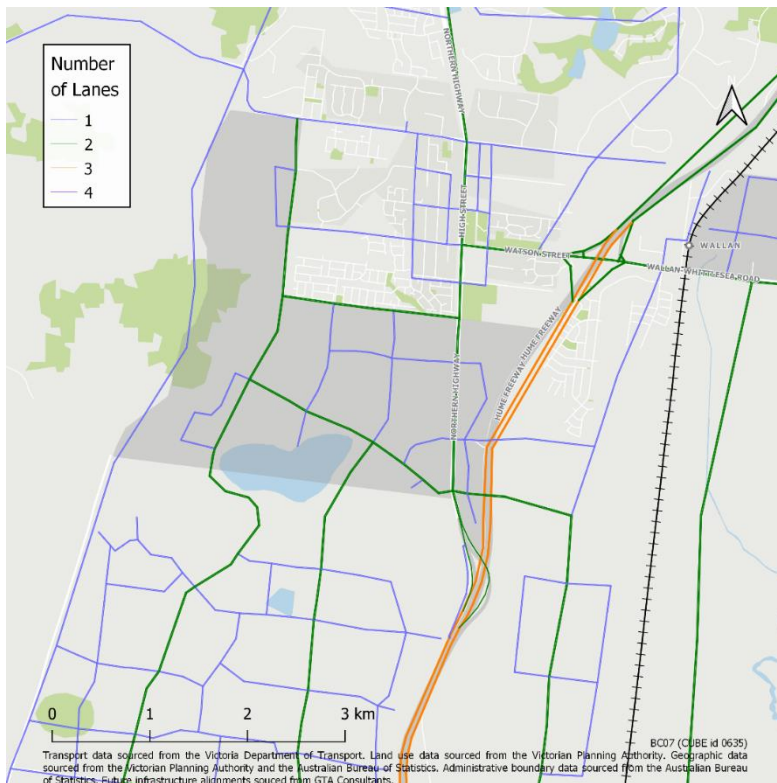 Number
of Lanes
1
2
3
4
NORTHERN HIGHWAY
N
HIGH STREET
WATSON STREET
WALLAN
WALLAN-WHITTLESEA ROAD
HUME FREEWAY HUME FREEWAY
NORTHERN HIGHWAY
0 1 2 3 km
BC07 (CUBE id 0635)
Transport data sourced from the Victoria Department of Transport. Land use data sourced from the Victorian Planning Authority. Geographic data
sourced from the Victorian Planning Authority and the Australian Bureau of Statistics. Administrative boundary data sourced from the Australian Bureau
of Statistics. Future infrastructure alignments souced from GTA Consultants.